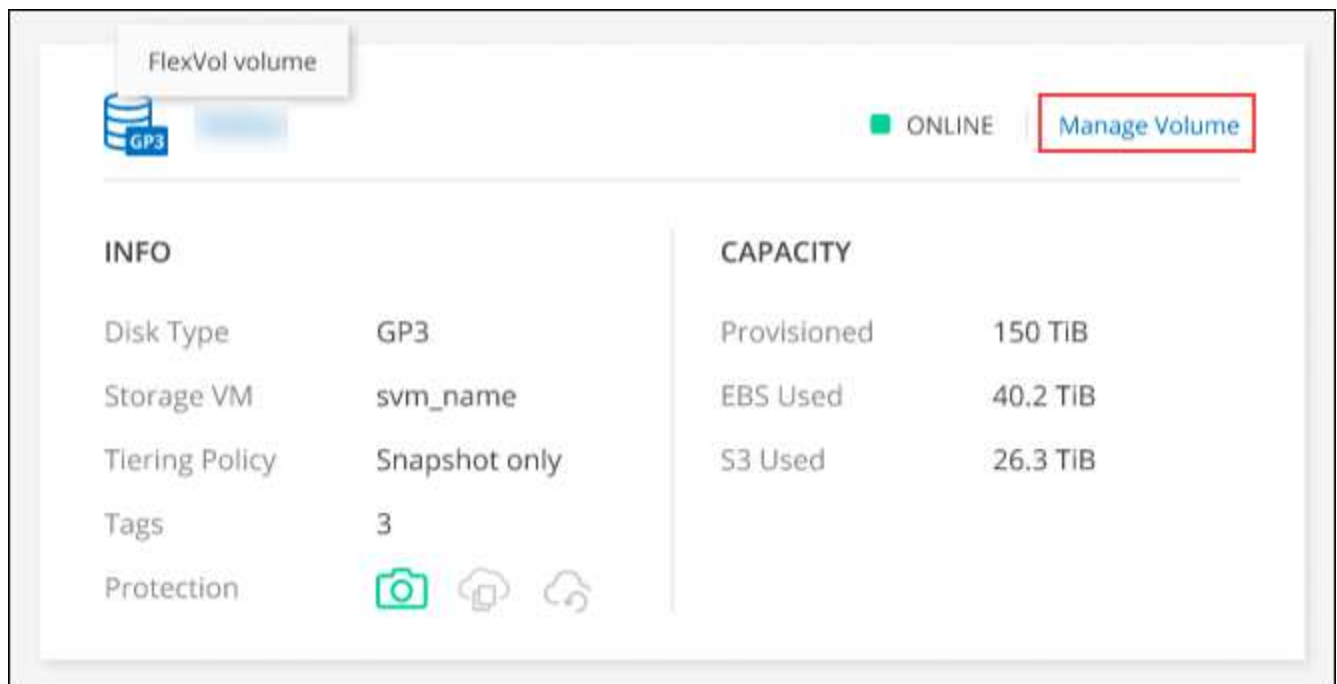 FlexVol volume
GP3
ONLINE
Manage Volume
INFO
Disk Type GP3
Storage VM svm_name
Tiering Policy Snapshot only
Tags 3
Protection
CAPACITY
Provisioned 150 TiB
EBS Used 40.2 TiB
S3 Used 26.3 TiB